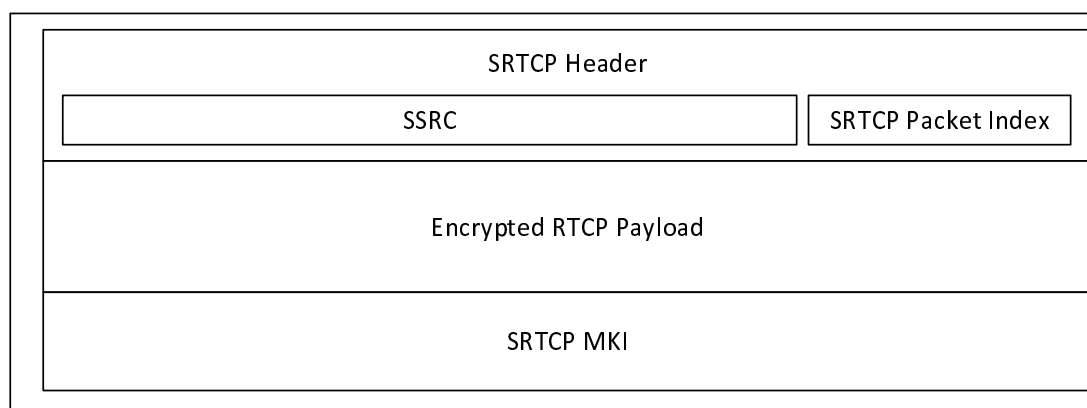 SRTCP Header
SSRC
SRTCP Packet Index
Encrypted RTCP Payload
SRTCP MKI